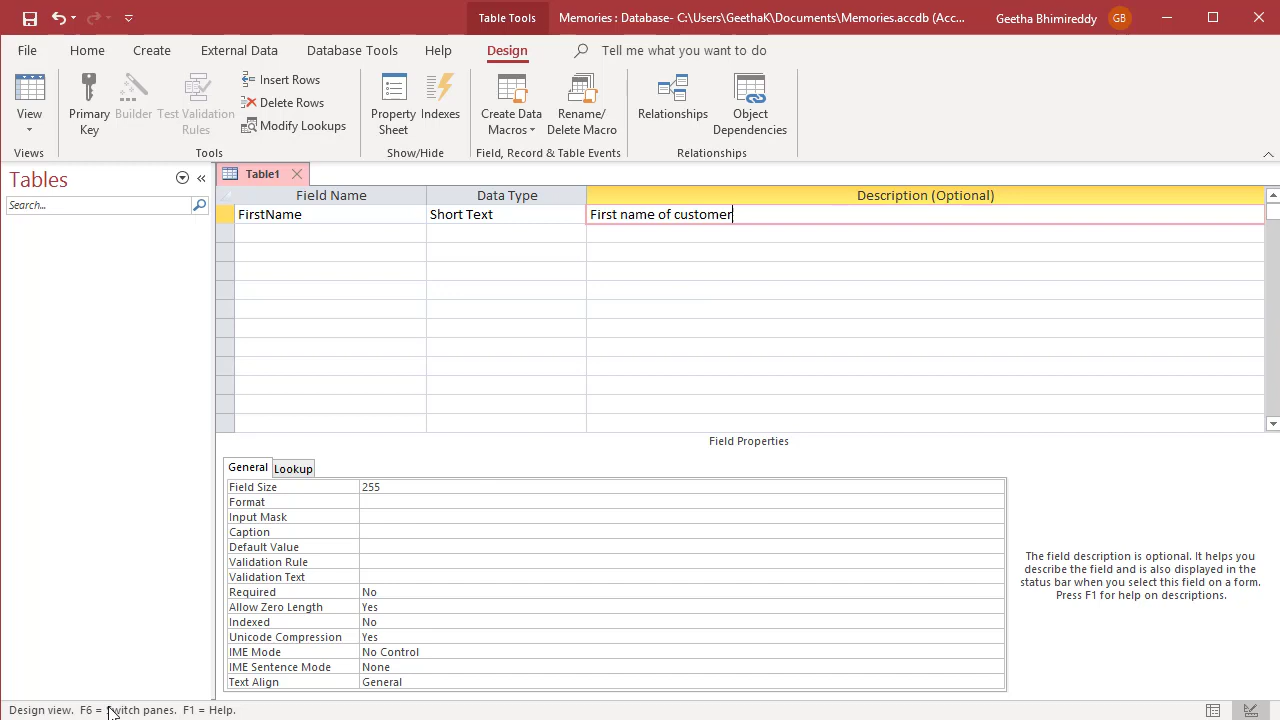 Table Tools
Memories : Database- C:\Users\GeethaK\Documents\Memories.accdb (Acc...
Geetha Bhimireddy
GB
File Home Create External Data Database Tools Help Design Tell me what you want to do
View
Primary Key
Builder
Test Validation Rules
Insert Rows
Delete Rows
Modify Lookups
Property Sheet
Indexes
Create Data Macros
Rename/ Delete Macro
Relationships
Object Dependencies
Views
Tools
Show/Hide
Field, Record & Table Events
Relationships
Tables
Search...
Table1
Field Name Data Type Description (Optional)
FirstName Short Text First name of customer
Field Properties
General Lookup
Field Size 255
Format
Input Mask
Caption
Default Value
Validation Rule
Validation Text
Required No
Allow Zero Length Yes
Indexed No
Unicode Compression Yes
IME Mode No Control
IME Sentence Mode None
Text Align General
The field description is optional. It helps you
describe the field and is also displayed in the
status bar when you select this field on a form.
Press F1 for help on descriptions.
Design view. F6 = Switch panes. F1 = Help.